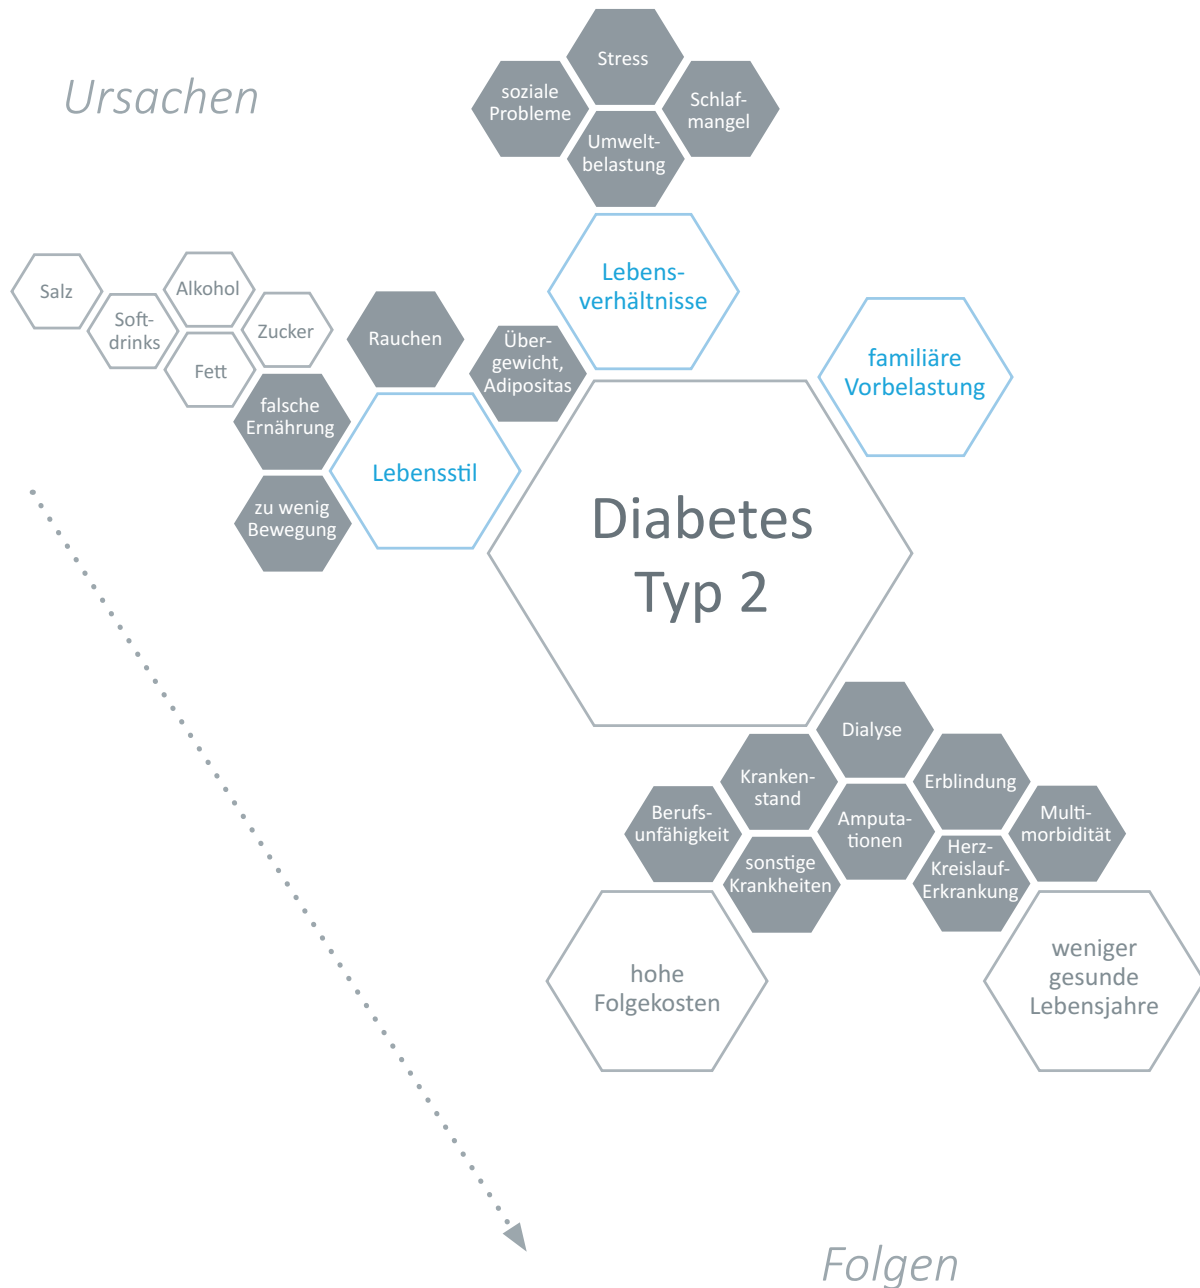 Ursachen
Stress
soziale
Probleme
Schlaf-
mangel
Umwelt-
belastung
Lebens-
verhältnisse
Salz
Soft-
drinks
Alkohol
Zucker
Fett
Rauchen
Über-
gewicht,
Adipositas
familiäre
Vorbelastung
falsche
Ernährung
Lebensstil
zu wenig
Bewegung
Diabetes
Typ 2
Dialyse
Kranken-
stand
Erblindung
Berufs-
unfähigkeit
Amputa-
tionen
Multi-
morbidität
sonstige
Krankheiten
Herz-
Kreislauf-
Erkrankung
hohe
Folgekosten
weniger
gesunde
Lebensjahre
Folgen